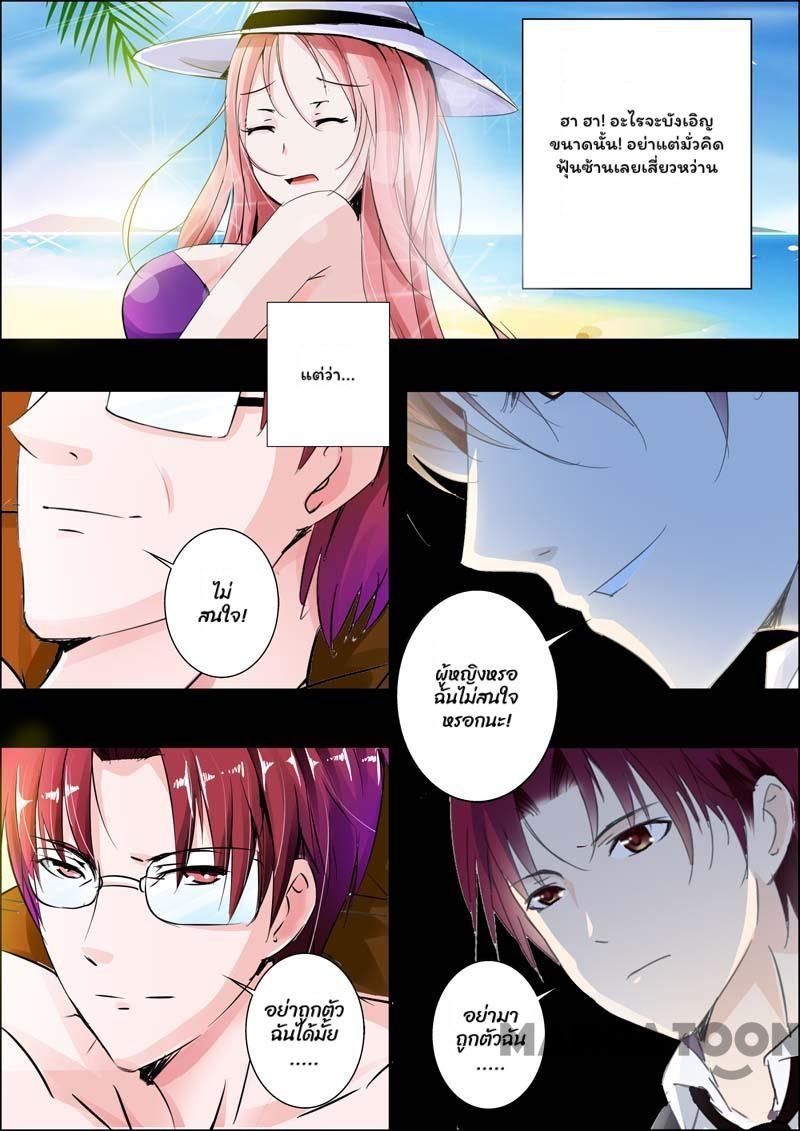 ฮา ฮา! อะไรจะบังเอิญ
ขนาดนั้น! อย่าแต่มั่วคิด
ฟุ้นซ้านเลยเสี่ยวหว่าน
แต่ว่า...
ไม่
สนใจ!
ผู้หญิงหรอ
ฉันไม่สนใจ
หรอกนะ!
อย่าถูกตัว
ฉันได้มั้ย
.....
อย่ามา
ถูกตัวฉัน
.....
MANGATOON